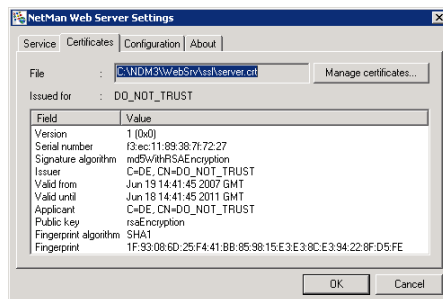 NetMan Web Server Settings
Service Certificates Configuration About
File : C:\NDM3\WebSrv\ssl\server.crt Manage certificates...
Issued for : DO_NOT_TRUST
Field Value
Version 1 (0x0)
Serial number f3:ec:11:89:38:7f:72:27
Signature algorithm md5WithRSAEncryption
Issuer C=DE, CN=DO_NOT_TRUST
Valid from Jun 19 14:41:45 2007 GMT
Valid until Jun 18 14:41:45 2011 GMT
Applicant C=DE, CN=DO_NOT_TRUST
Public key rsaEncryption
Fingerprint algorithm SHA1
Fingerprint 1F:93:08:6D:25:F4:41:BB:85:98:15:E3:E3:8C:E3:94:22:8F:D5:FE
OK Cancel